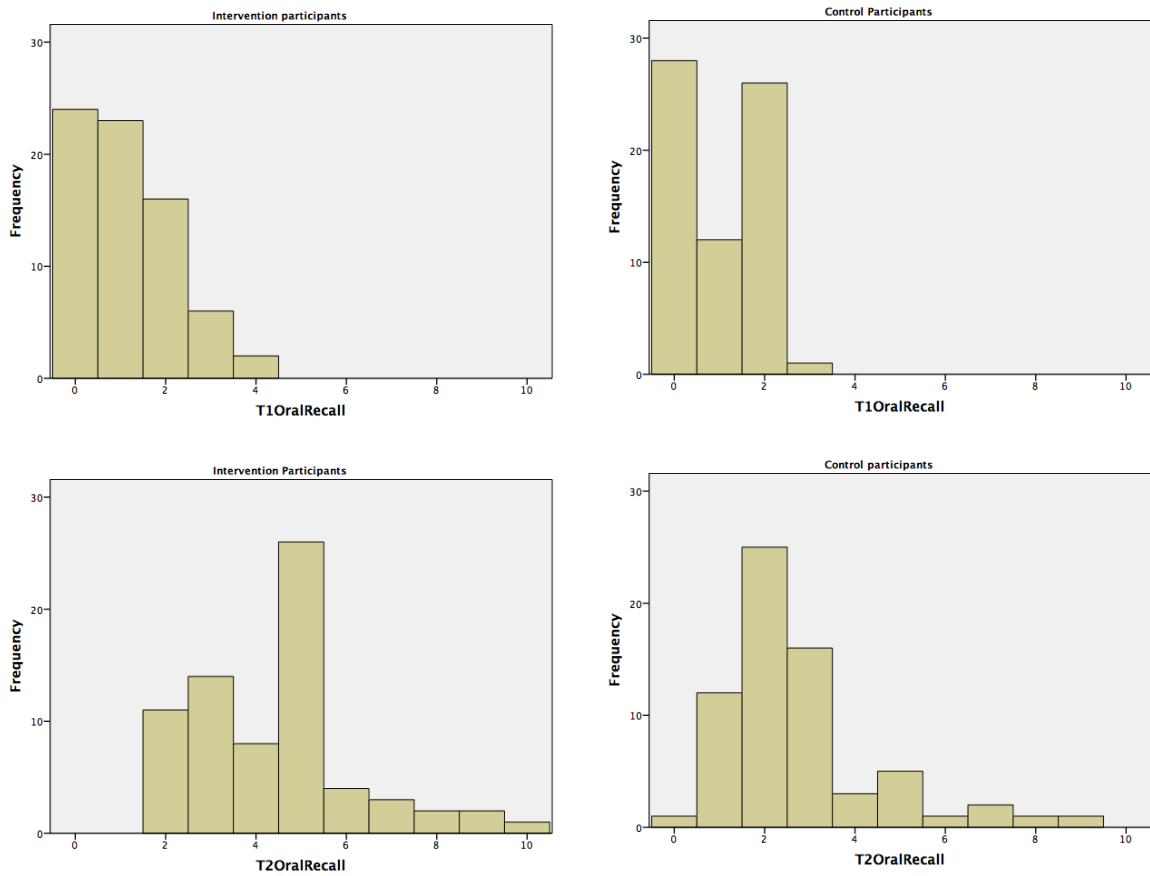 Intervention participants
30
20
10
0
Frequency
0 2 4 6 8 10
T1OralRecall
Control Participants
30
20
10
0
Frequency
0 2 4 6 8 10
T1OralRecall
Intervention Participants
30
20
10
0
Frequency
0 2 4 6 8 10
T2OralRecall
Control participants
30
20
10
0
Frequency
0 2 4 6 8 10
T2OralRecall